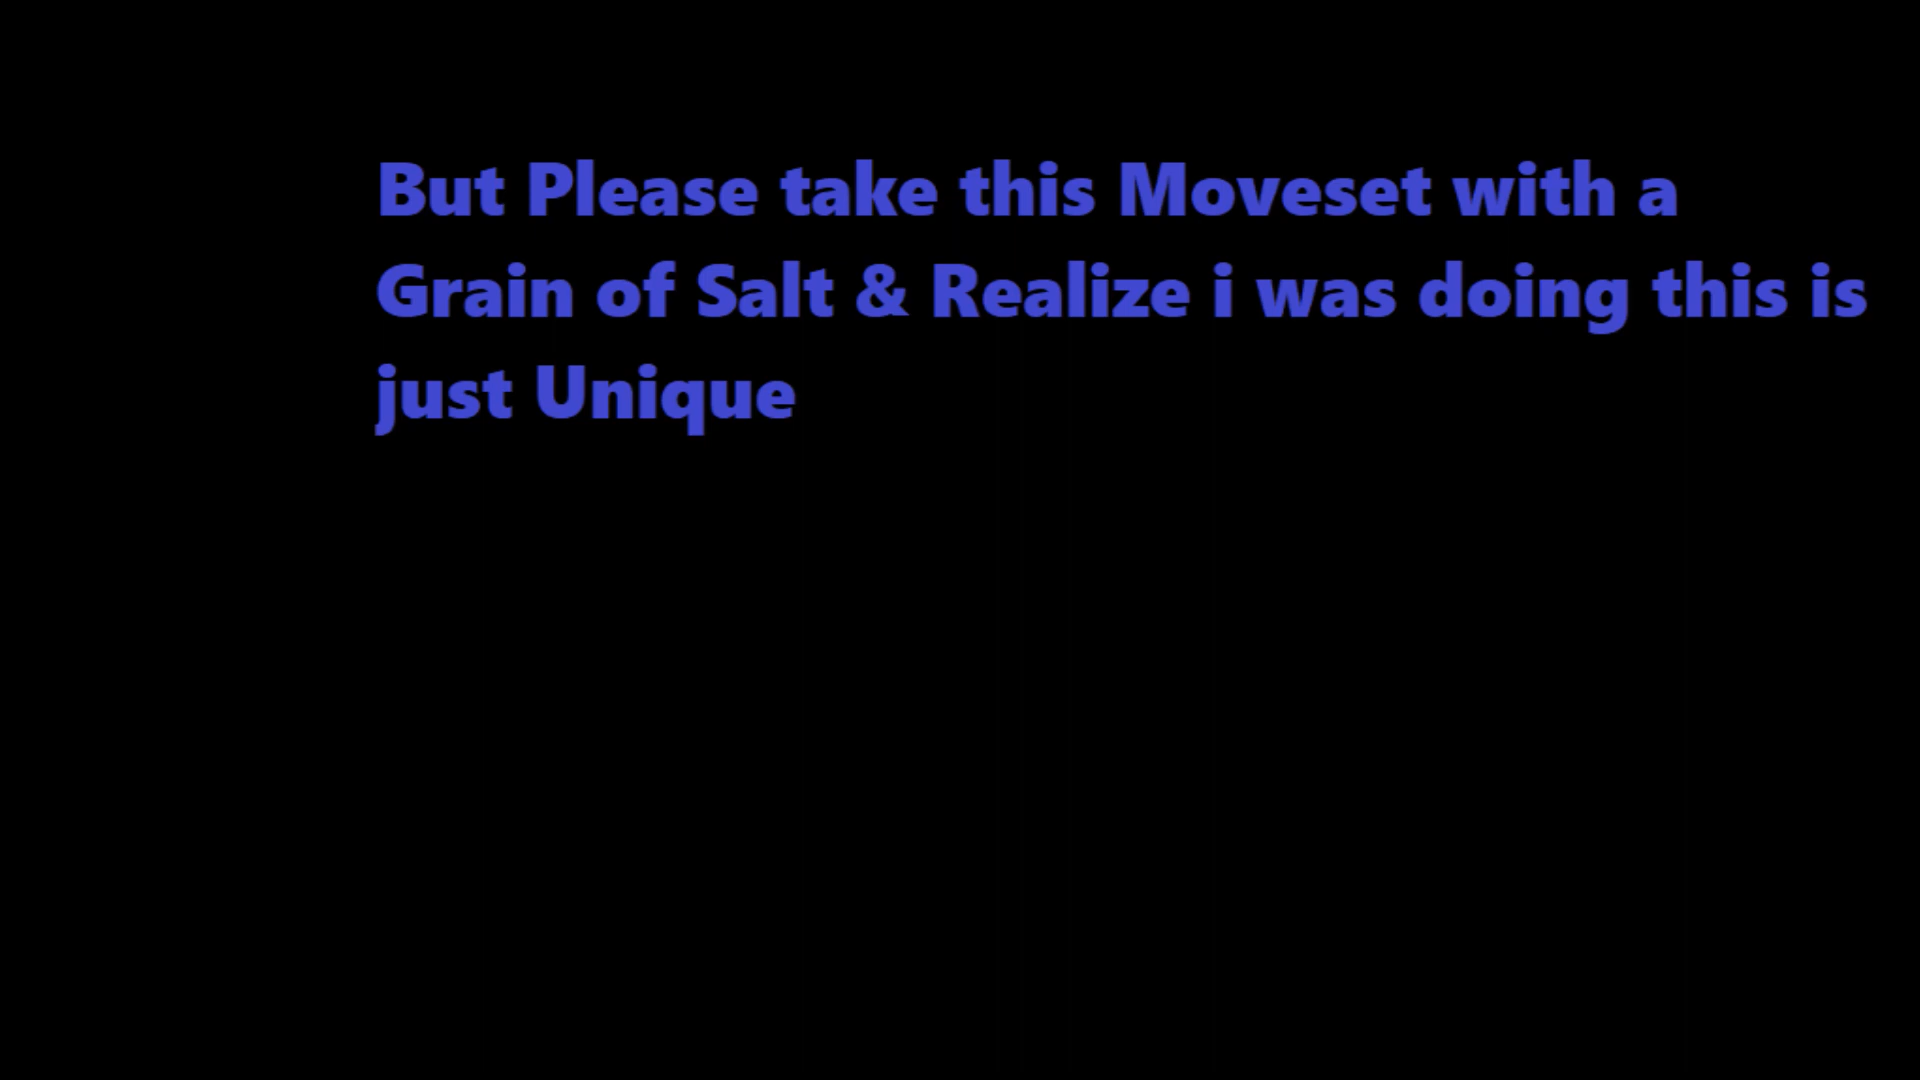 But Please take this Moveset with a
Grain of Salt & Realize i was doing this is
just Unique